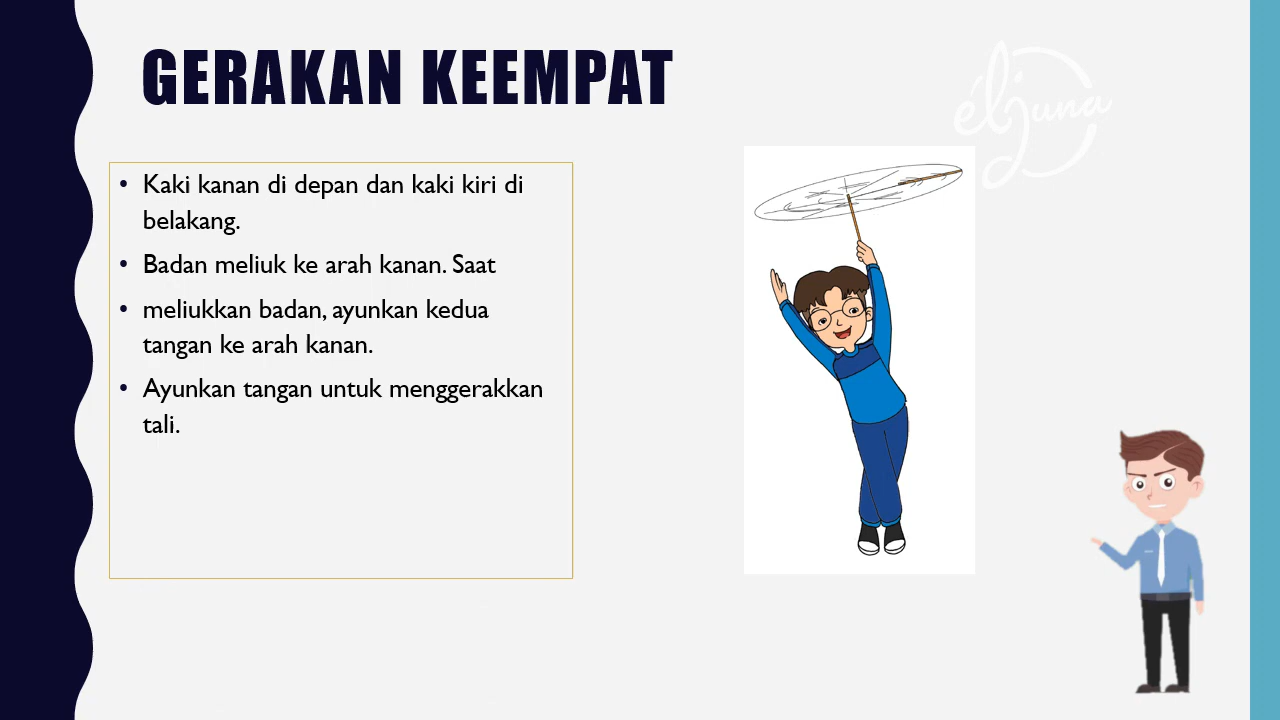 GERAKAN KEEMPAT
eljuna
• Kaki kanan di depan dan kaki kiri di
belakang.
• Badan meliuk ke arah kanan. Saat
• meliukkan badan, ayunkan kedua
tangan ke arah kanan.
• Ayunkan tangan untuk menggerakkan
tali.